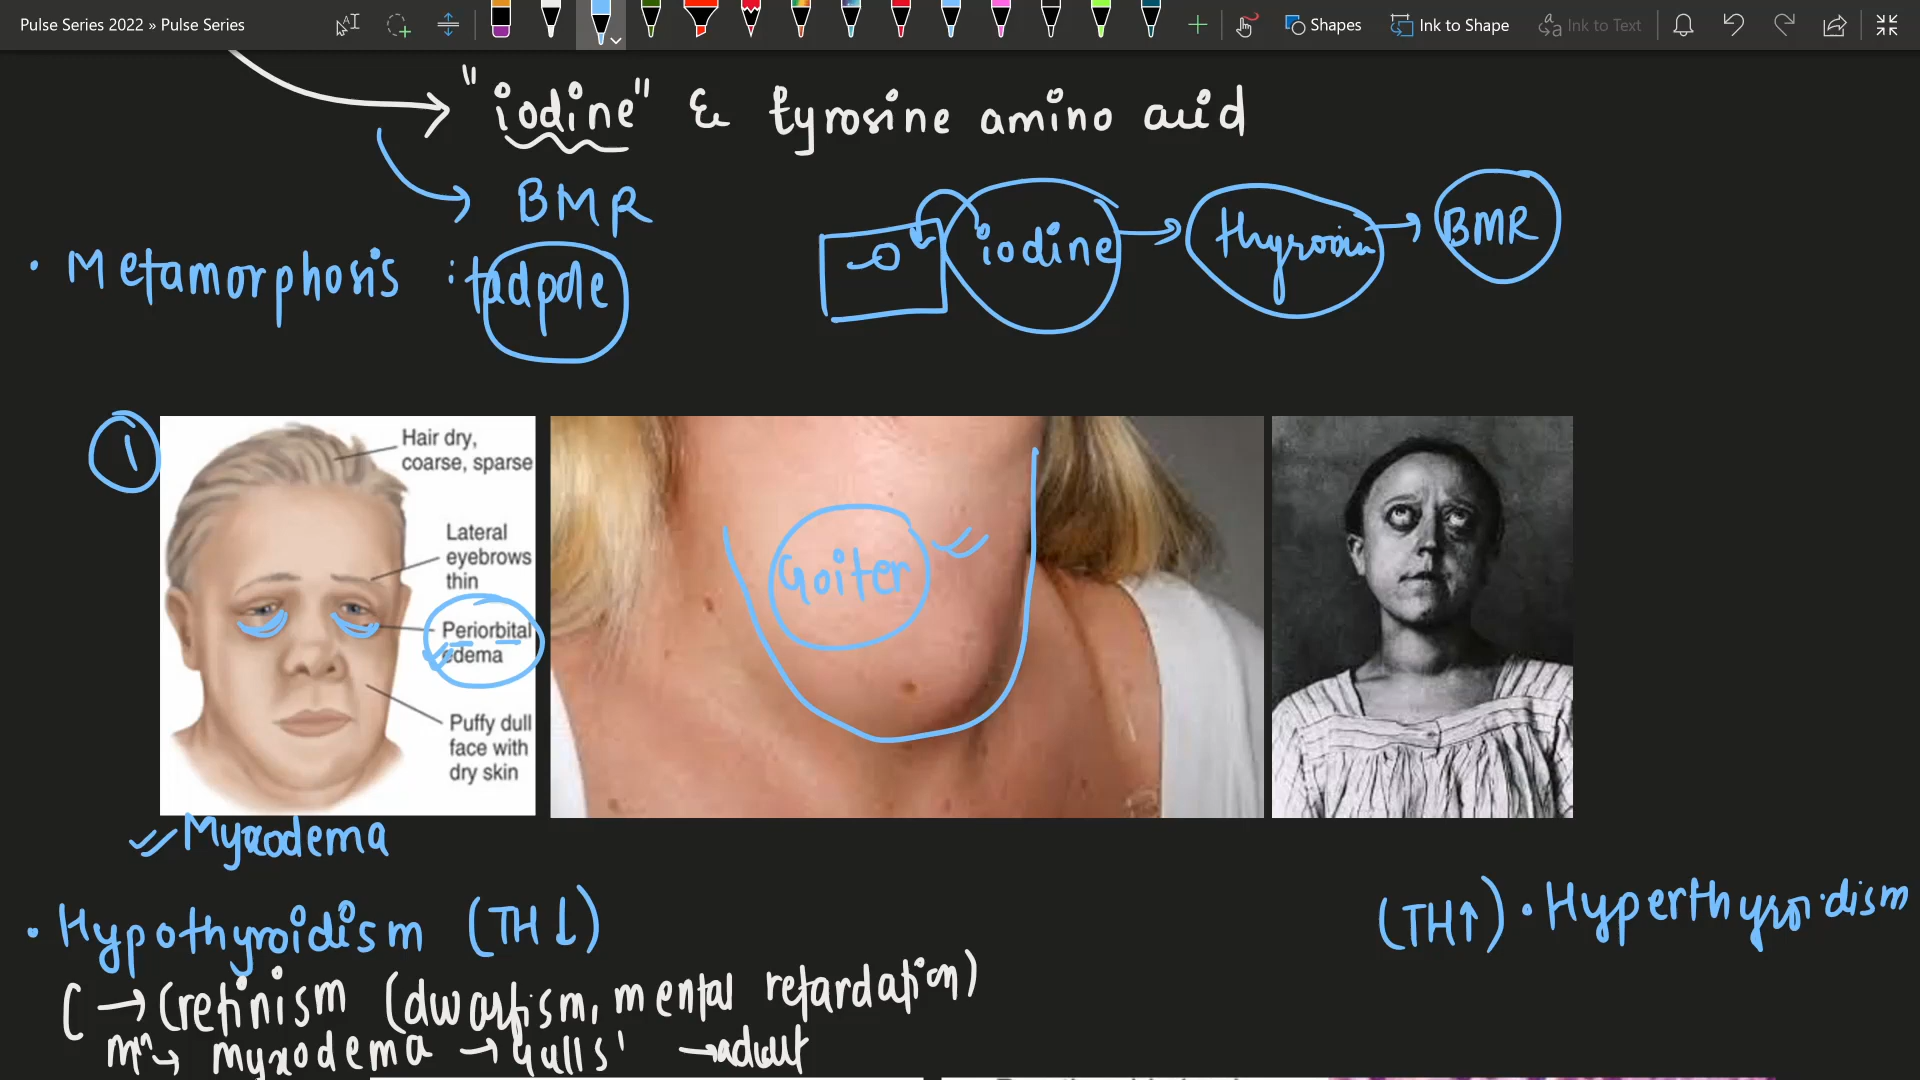 Pulse Series 2022 » Pulse Series
Shapes
Ink to Shape
Ink to Text
"iodine" & tyrosine amino acid
BMR
iodine → thyroxin → BMR
• Metamorphosis : tadpole
1
Hair dry,
coarse, sparse
Lateral
eyebrows
thin
Periorbital
edema
Puffy dull
face with
dry skin
Goiter
Myxodema
• Hypothyroidism (TH↓)
(TH↑) • Hyperthyroidism
C → Cretinism (dwarfism, mental retardation)
myxodema → Gulls' → adult